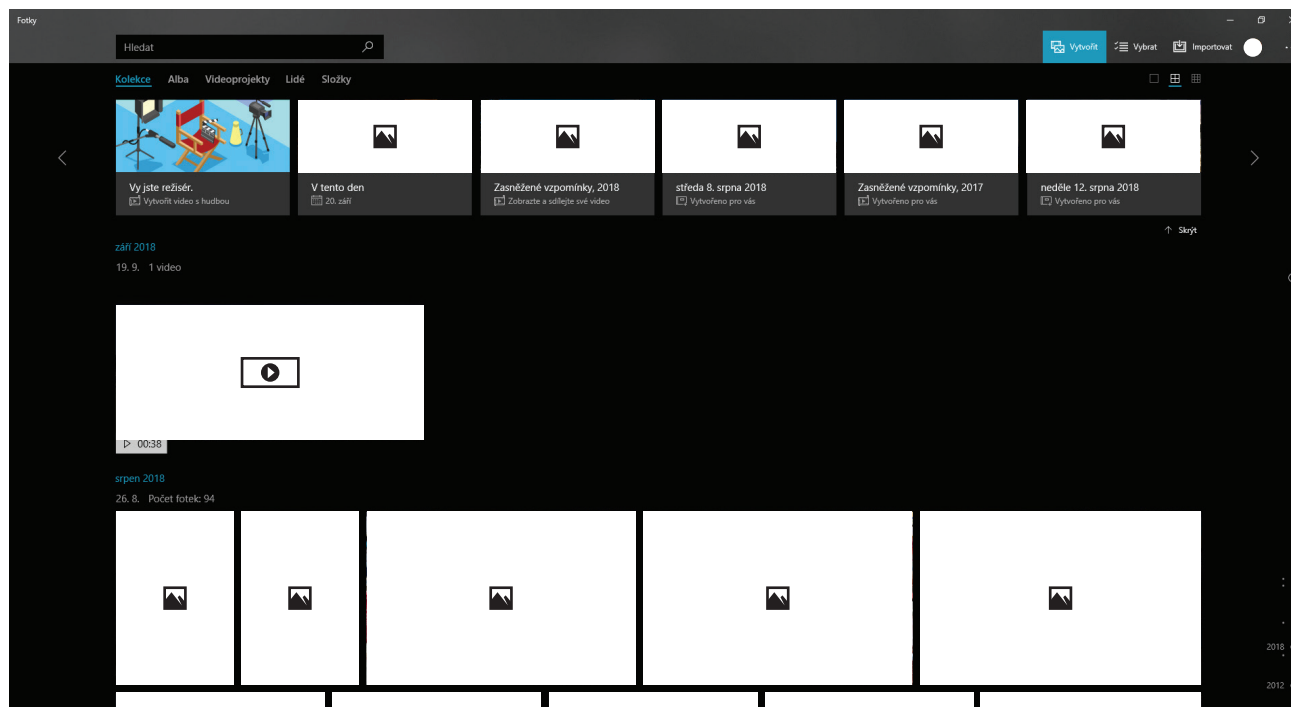 Fotky
Hledat
Vytvořit
Vybrat
Importovat
Kolekce
Alba
Videoprojekty
Lidé
Složky
Vy jste režisér.
Vytvořit video s hudbou
V tento den
20. září
Zasněžené vzpomínky, 2018
Zobrazte a sdílejte své video
středa 8. srpna 2018
Vytvořeno pro vás
Zasněžené vzpomínky, 2017
Vytvořeno pro vás
neděle 12. srpna 2018
Vytvořeno pro vás
Skrýt
září 2018
19. 9. 1 video
00:38
srpen 2018
26. 8. Počet fotek: 94
2018
2012